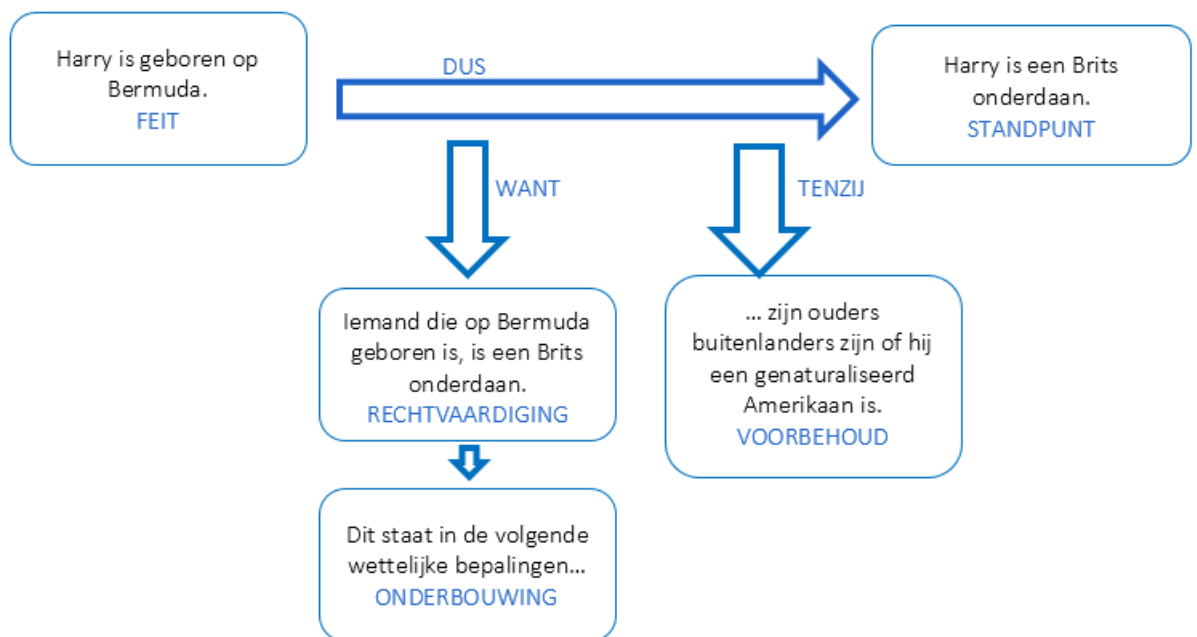 Harry is geboren op
Bermuda.
FEIT
DUS
Harry is een Brits
onderdaan.
STANDPUNT
WANT
TENZIJ
Iemand die op Bermuda
geboren is, is een Brits
onderdaan.
RECHTVAARDIGING
... zijn ouders
buitenlanders zijn of hij
een genaturaliseerd
Amerikaan is.
VOORBEHOUD
Dit staat in de volgende
wettelijke bepalingen...
ONDERBOUWING